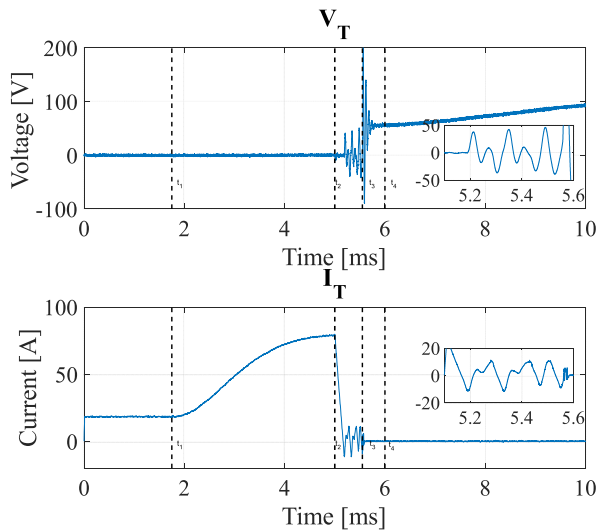 V_T
Voltage [V]
200
100
0
-100
t_1
t_2
t_3
t_4
50
0
-50
5.2
5.4
5.6
0
2
4
6
8
10
Time [ms]
I_T
Current [A]
100
50
0
t_1
t_2
t_3
t_4
20
0
-20
5.2
5.4
5.6
0
2
4
6
8
10
Time [ms]